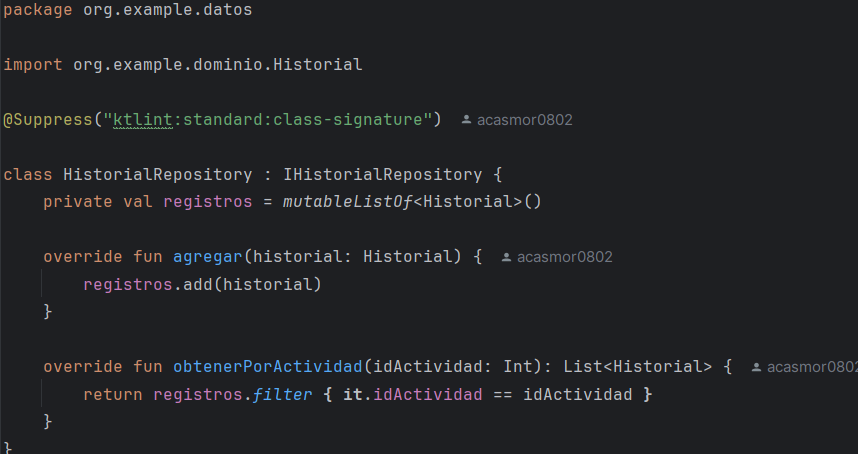 package org.example.datos
import org.example.dominio.Historial
@Suppress("ktlint:standard:class-signature") acasmor0802
class HistorialRepository : IHistorialRepository {
    private val registros = mutableListOf<Historial>()
    override fun agregar(historial: Historial) { acasmor0802
        registros.add(historial)
    }
    override fun obtenerPorActividad(idActividad: Int): List<Historial> { acasmor0802
        return registros.filter { it.idActividad == idActividad }
    }
}